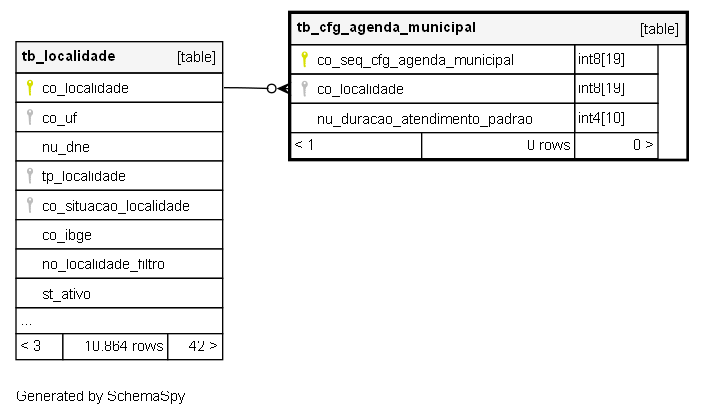 tb_localidade [table]
co_localidade
co_uf
nu_dne
tp_localidade
co_situacao_localidade
co_ibge
no_localidade_filtro
st_ativo
...
< 3 10.864 rows 42 >
tb_cfg_agenda_municipal [table]
co_seq_cfg_agenda_municipal int8[19]
co_localidade int8[19]
nu_duracao_atendimento_padrao int4[10]
< 1 0 rows 0 >
Generated by SchemaSpy